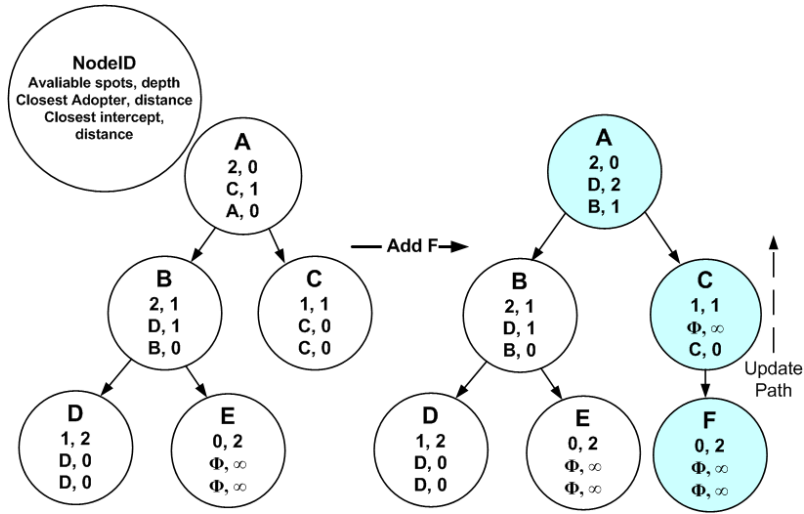 NodeID
Avaliable spots, depth
Closest Adopter, distance
Closest intercept,
distance
A
2, 0
C, 1
A, 0
B
2, 1
D, 1
B, 0
C
1, 1
C, 0
C, 0
D
1, 2
D, 0
D, 0
E
0, 2
Φ, ∞
Φ, ∞
Add F
A
2, 0
D, 2
B, 1
B
2, 1
D, 1
B, 0
C
1, 1
Φ, ∞
C, 0
D
1, 2
D, 0
D, 0
E
0, 2
Φ, ∞
Φ, ∞
F
0, 2
Φ, ∞
Φ, ∞
Update
Path